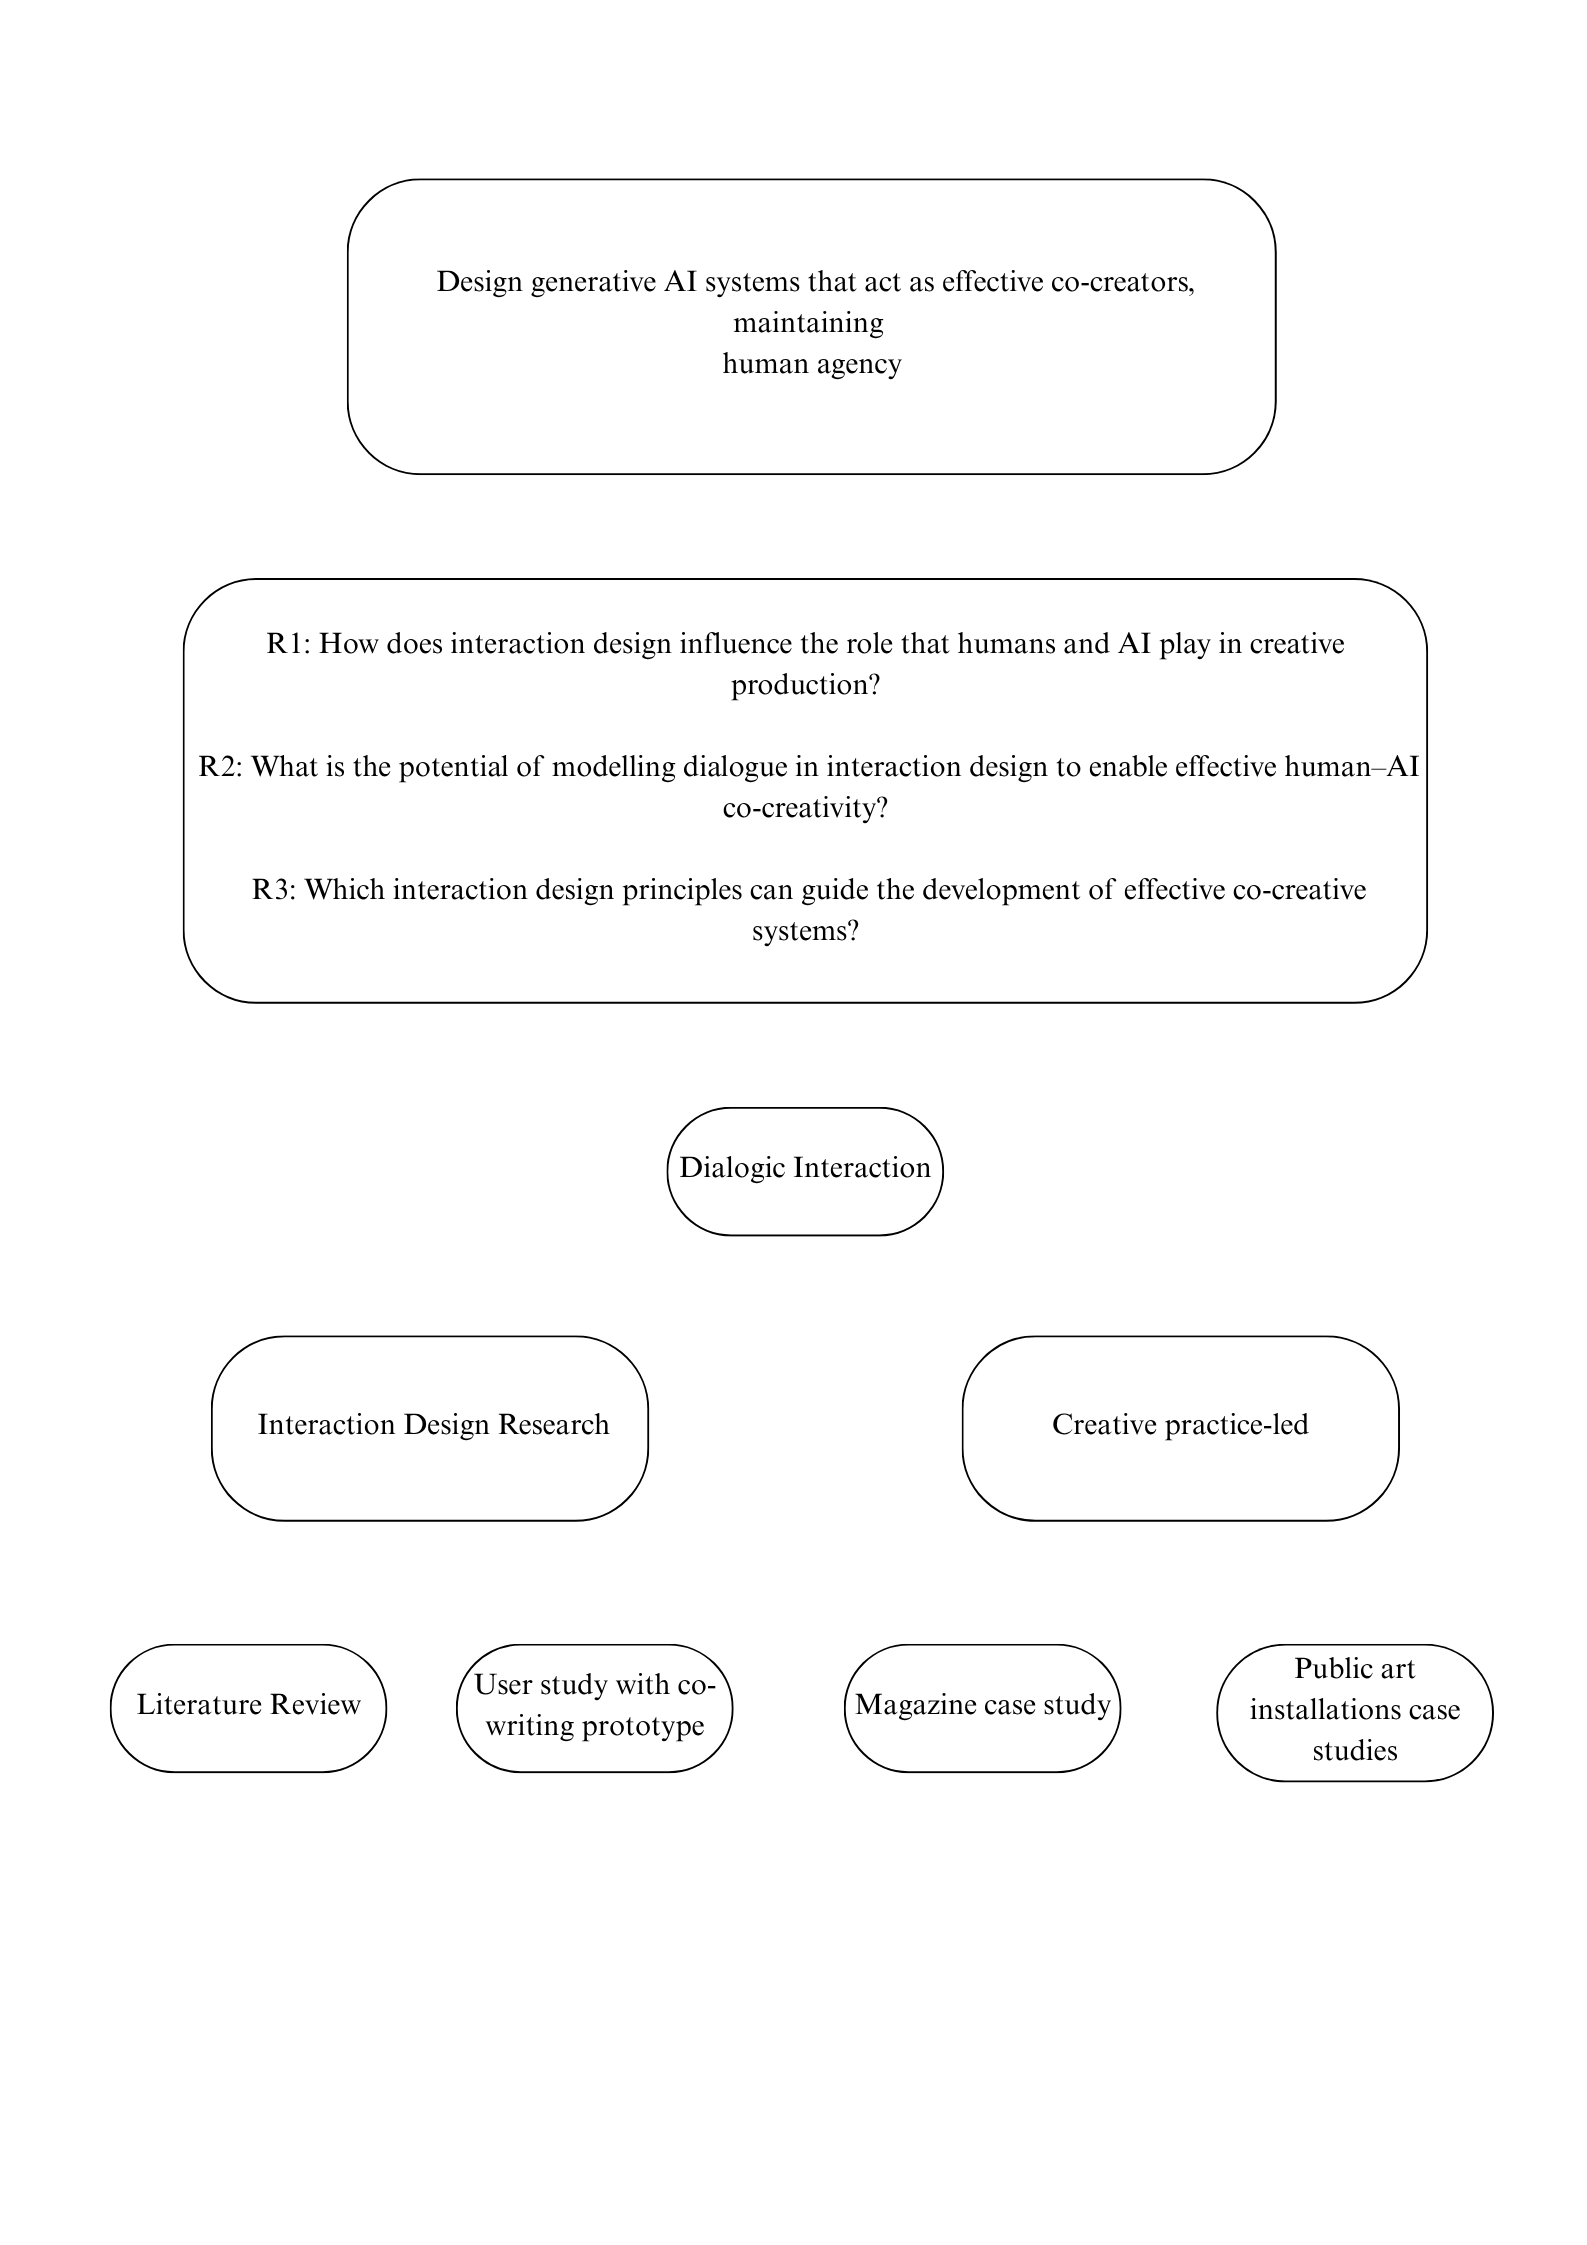 Design generative AI systems that act as effective co-creators,
maintaining
human agency
R1: How does interaction design influence the role that humans and AI play in creative
production?
R2: What is the potential of modelling dialogue in interaction design to enable effective human–AI
co-creativity?
R3: Which interaction design principles can guide the development of effective co-creative
systems?
Dialogic Interaction
Interaction Design Research
Creative practice-led
Literature Review
User study with co-
writing prototype
Magazine case study
Public art
installations case
studies